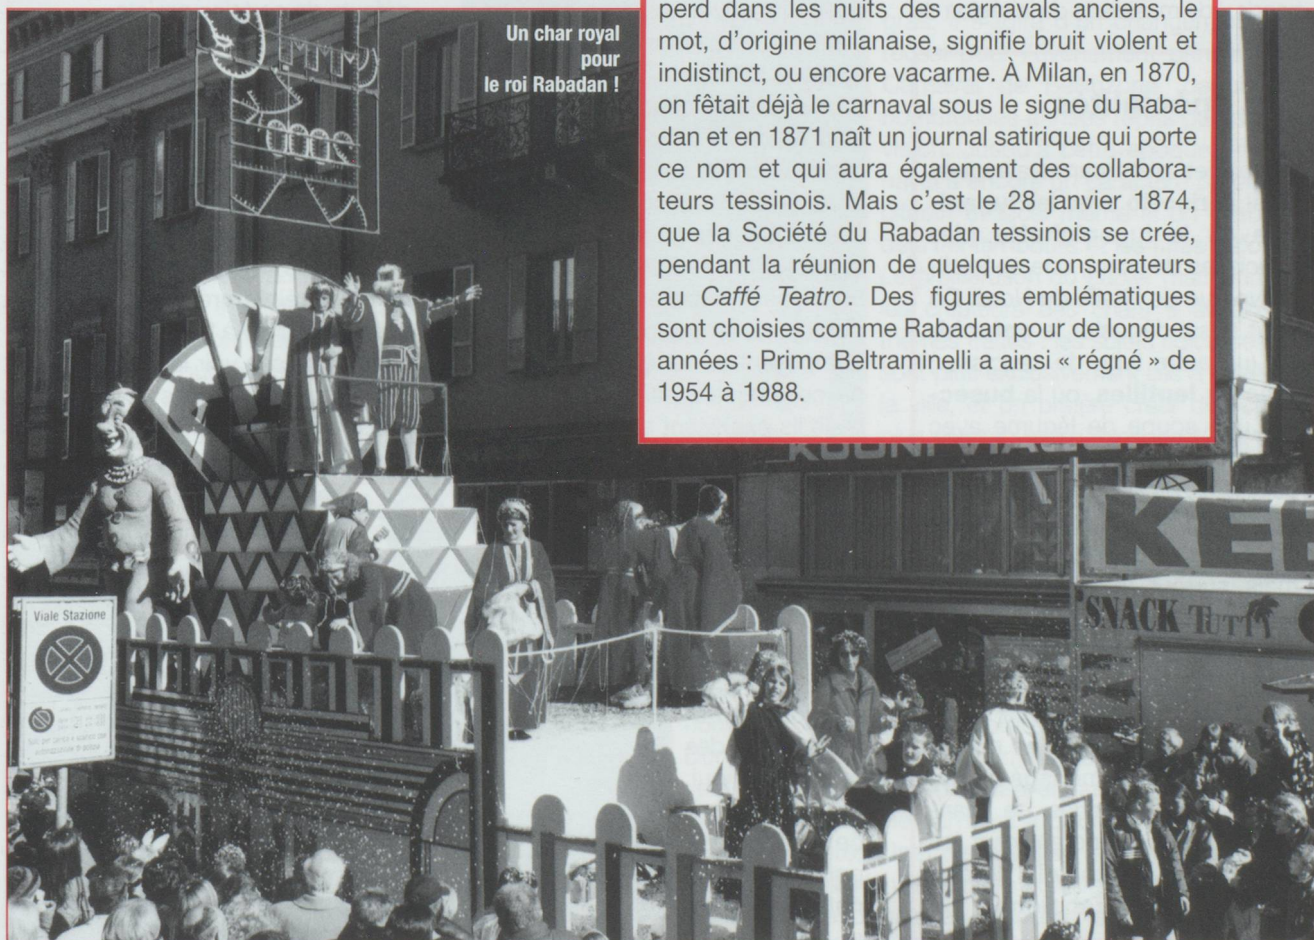 Un char royal
pour
le roi Rabadan !
perd dans les nuits des carnavals anciens, le
mot, d'origine milanaise, signifie bruit violent et
indistinct, ou encore vacarme. À Milan, en 1870,
on fêtait déjà le carnaval sous le signe du Raba-
dan et en 1871 naît un journal satirique qui porte
ce nom et qui aura également des collabora-
teurs tessinois. Mais c'est le 28 janvier 1874,
que la Société du Rabadan tessinois se crée,
pendant la réunion de quelques conspirateurs
au Caffé Teatro. Des figures emblématiques
sont choisies comme Rabadan pour de longues
années : Primo Beltraminelli a ainsi « régné » de
1954 à 1988.
2000
Viale Stazione
SNACK TUTTI
12